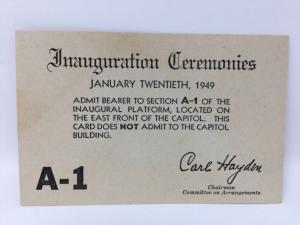 Inauguration Ceremonies
JANUARY TWENTIETH, 1949
ADMIT BEARER TO SECTION A-1 OF THE
INAUGURAL PLATFORM, LOCATED ON
THE EAST FRONT OF THE CAPITOL. THIS
CARD DOES NOT ADMIT TO THE CAPITOL
BUILDING.
Carl Hayden
A-1
Chairman
Committee on Arrangements